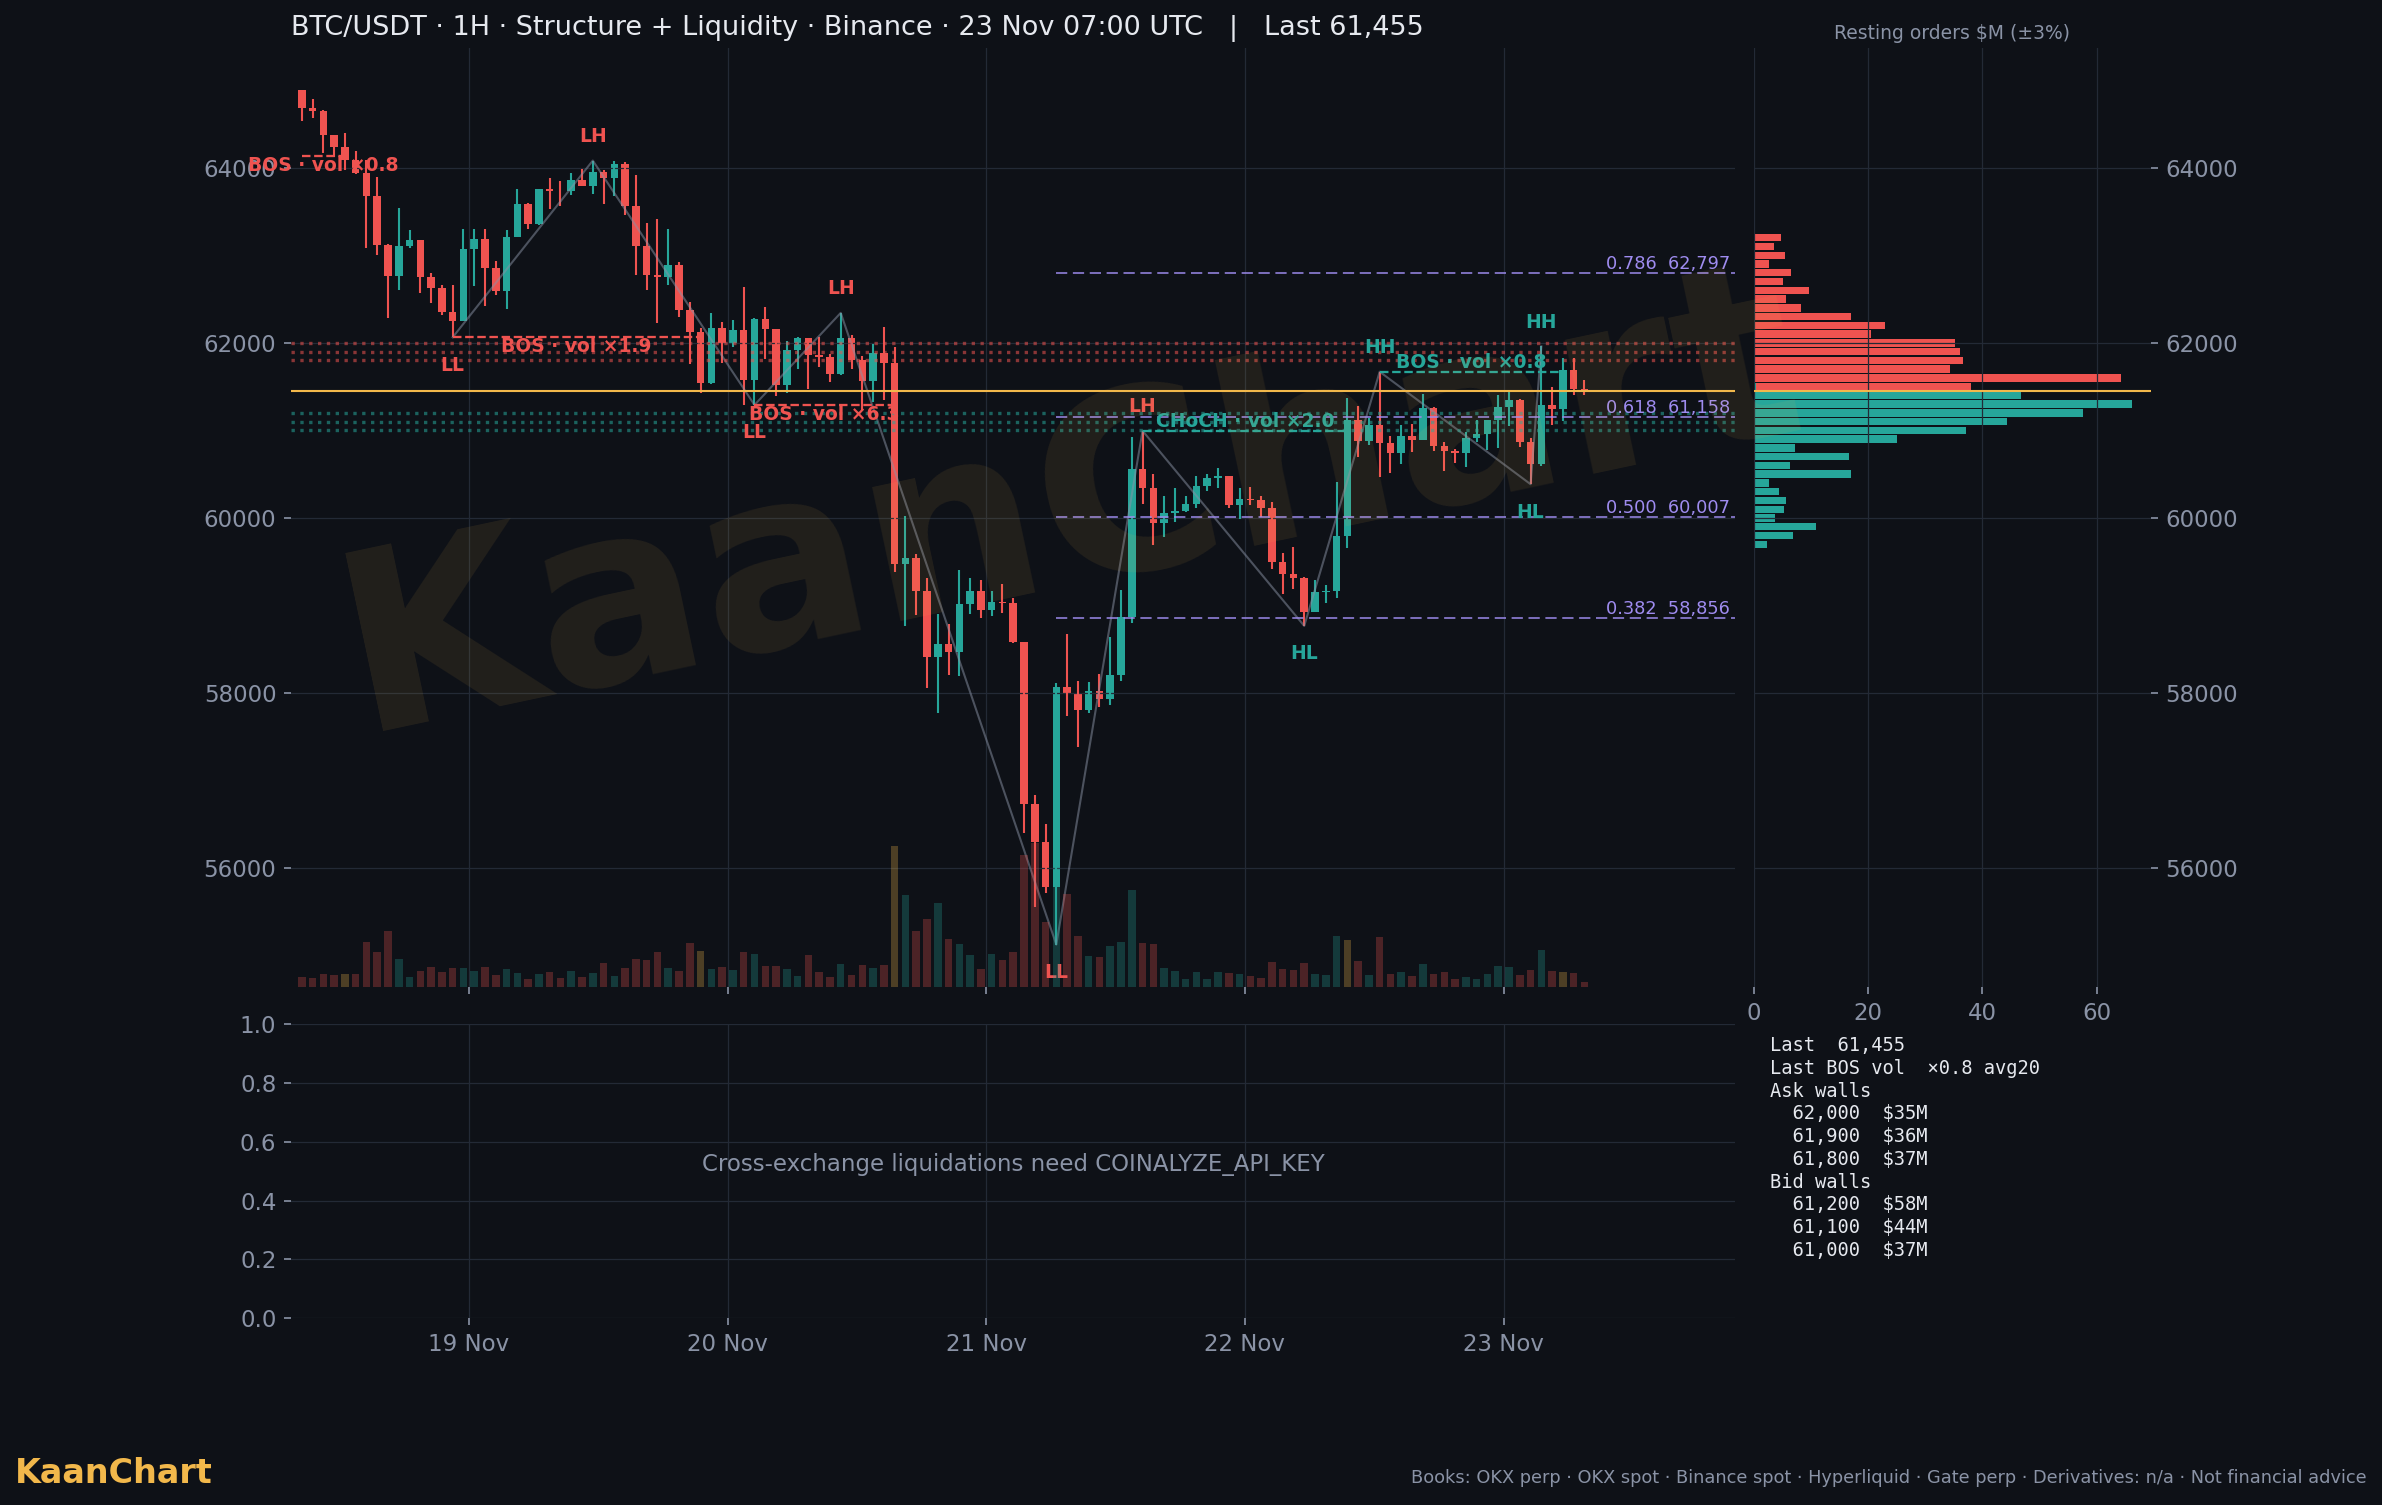 BTC/USDT · 1H · Structure + Liquidity · Binance · 23 Nov 07:00 UTC | Last 61,455
Resting orders $M (±3%)
LH
64000
BOS · vol ×0.8
64000
LH
0.786 62,797
HH
62000
BOS · vol ×1.9
HH
BOS · vol ×0.8
62000
LL
LH
0.618 61,158
BOS · vol ×6.3
CHoCH · vol ×2.0
LL
60000
HL
0.500 60,007
60000
0.382 58,856
HL
58000
58000
56000
56000
LL
KaanChart
0 20 40 60
1.0
0.8
0.6
0.4
0.2
0.0
Cross-exchange liquidations need COINALYZE_API_KEY
19 Nov 20 Nov 21 Nov 22 Nov 23 Nov
Last 61,455
Last BOS vol ×0.8 avg20
Ask walls
62,000 $35M
61,900 $36M
61,800 $37M
Bid walls
61,200 $58M
61,100 $44M
61,000 $37M
KaanChart
Books: OKX perp · OKX spot · Binance spot · Hyperliquid · Gate perp · Derivatives: n/a · Not financial advice